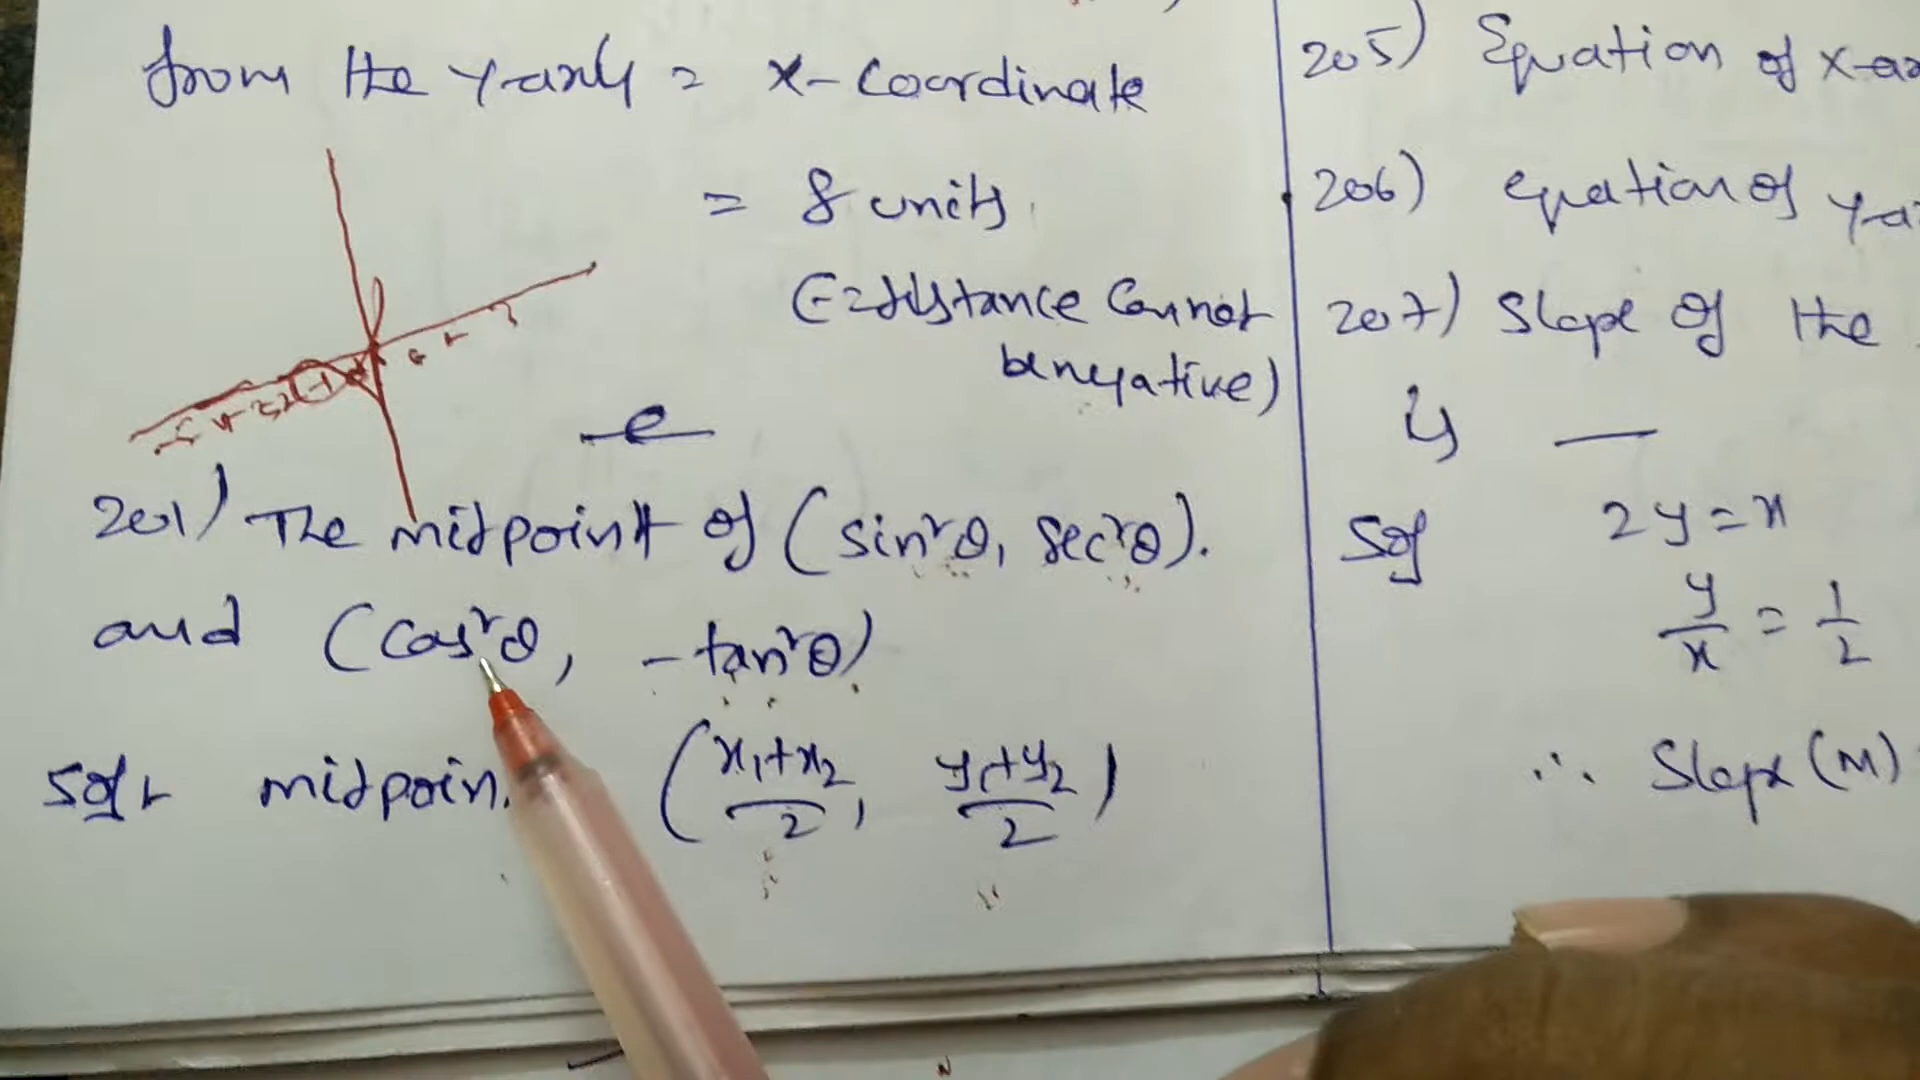 from the y-axis = x-coordinate
= 8 units
(∵ distance cannot
be negative)
201) The midpoint of (sin²θ, sec²θ).
and (cos²θ, -tan²θ)
Sol: midpoin
(x₁+x₂/2, y₁+y₂/2)
205) Equation of x-ax
206) equation of y-a
207) Slope of the
is —
Sol
2y = x
y/x = 1/2
∴ Slope (M)